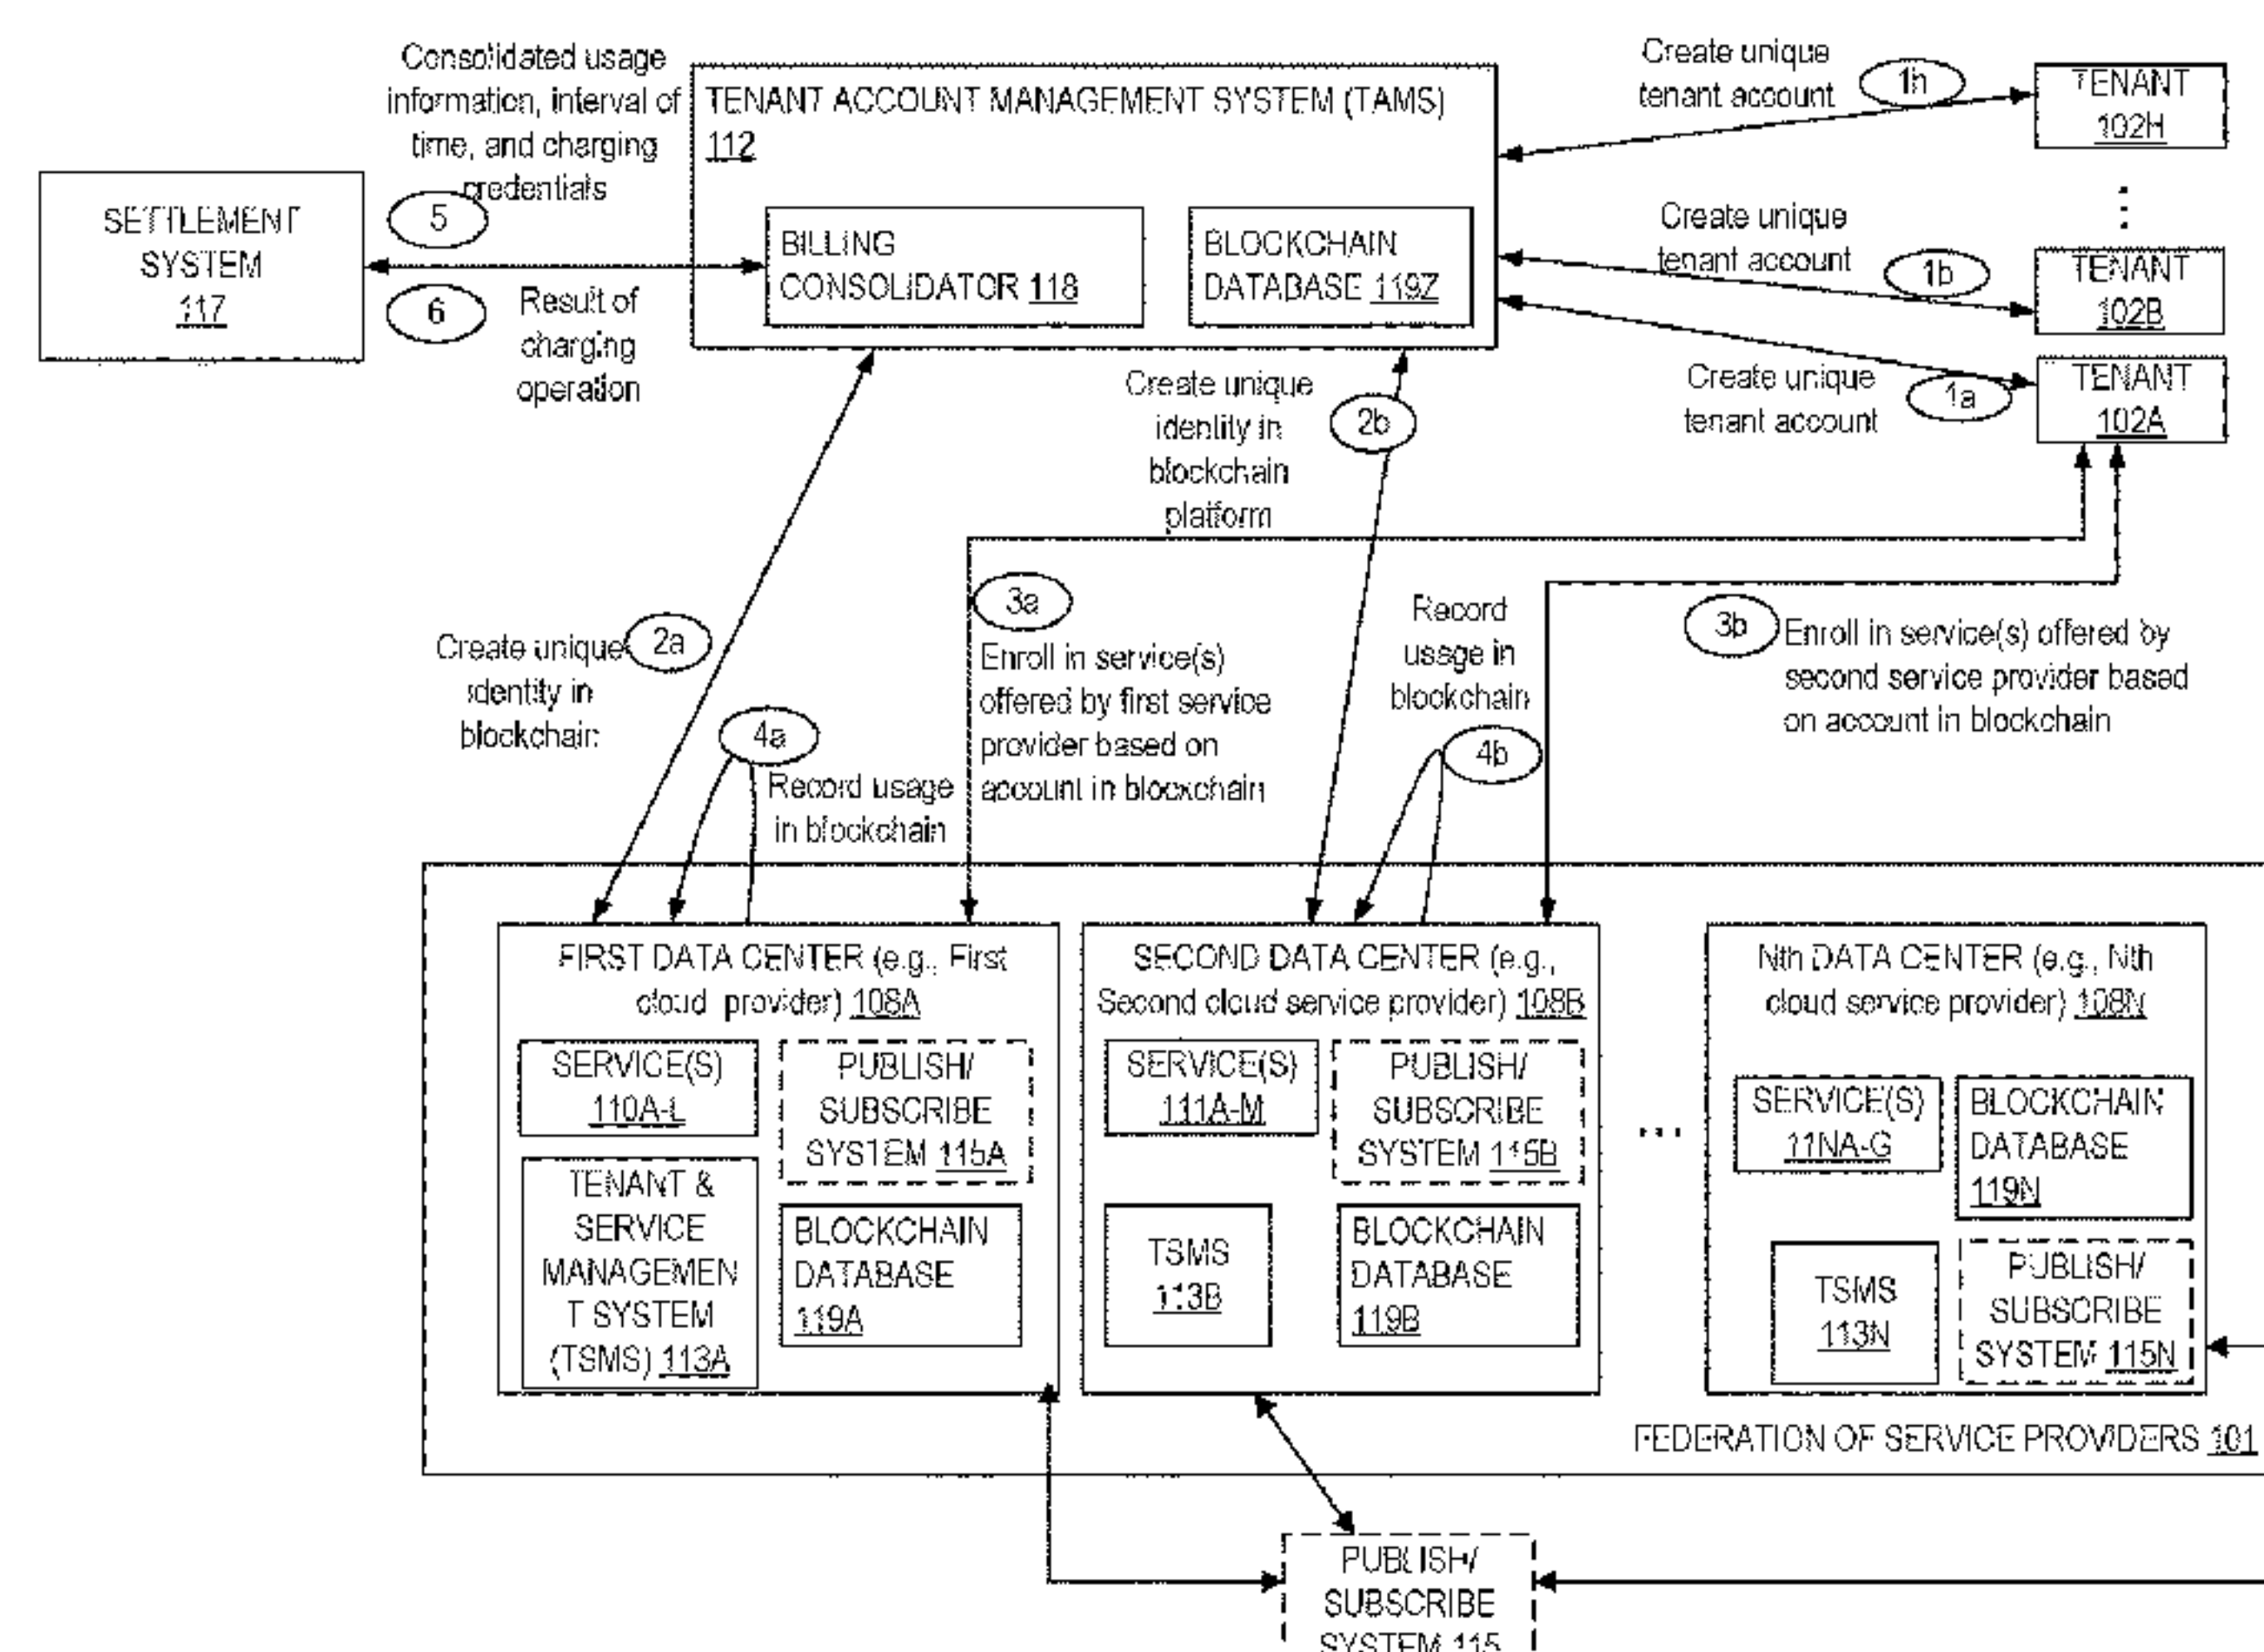 Consolidated usage
information, interval of
time, and charging
credentials
5
6
Result of
charging
operation
SETTLEMENT
SYSTEM
117
TENANT ACCOUNT MANAGEMENT SYSTEM (TAMS)
112
BILLING
CONSOLIDATOR 118
BLOCKCHAIN
DATABASE 119Z
Create unique
tenant account
1h
TENANT
102H
Create unique
tenant account
1b
TENANT
102B
Create unique
tenant account
1a
TENANT
102A
Create unique
identity in
blockchain
platform
2b
Create unique
identity in
blockchain
2a
4a
Record usage
in blockchain
3a
Enroll in service(s)
offered by first service
provider based on
account in blockchain
Record
usage in
blockchain
4b
3b
Enroll in service(s) offered by
second service provider based
on account in blockchain
FIRST DATA CENTER (e.g., First
cloud provider) 108A
SERVICE(S)
110A-L
PUBLISH/
SUBSCRIBE
SYSTEM 115A
TENANT &
SERVICE
MANAGEMEN
T SYSTEM
(TSMS) 113A
BLOCKCHAIN
DATABASE
119A
SECOND DATA CENTER (e.g.,
Second cloud service provider) 108B
SERVICE(S)
111A-M
PUBLISH/
SUBSCRIBE
SYSTEM 115B
TSMS
113B
BLOCKCHAIN
DATABASE
119B
...
Nth DATA CENTER (e.g., Nth
cloud service provider) 108N
SERVICE(S)
11NA-G
BLOCKCHAIN
DATABASE
119N
TSMS
113N
PUBLISH/
SUBSCRIBE
SYSTEM 115N
FEDERATION OF SERVICE PROVIDERS 101
PUBLISH/
SUBSCRIBE
SYSTEM 115